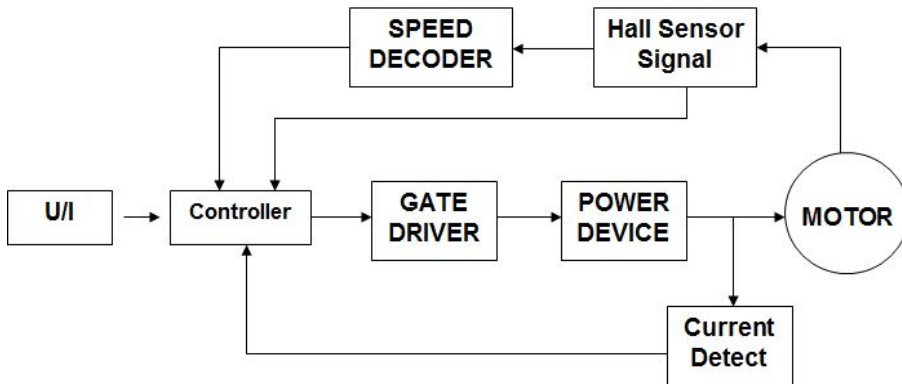 SPEED
DECODER
Hall Sensor
Signal
U/I
Controller
GATE
DRIVER
POWER
DEVICE
MOTOR
Current
Detect